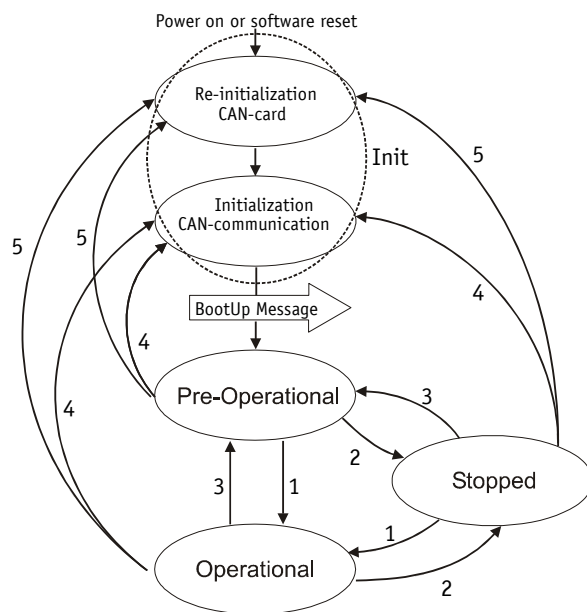 Power on or software reset
Re-initialization
CAN-card
Init
5
Initialization
CAN-communication
5
5
4
BootUp Message
4
4
3
Pre-Operational
2
Stopped
3
1
1
Operational
2